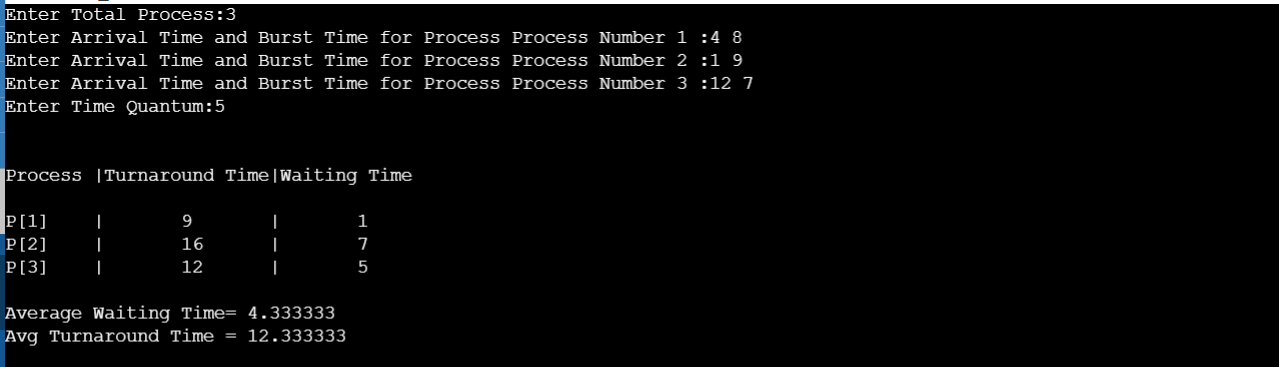 Enter Total Process:3
Enter Arrival Time and Burst Time for Process Process Number 1 :4 8
Enter Arrival Time and Burst Time for Process Process Number 2 :1 9
Enter Arrival Time and Burst Time for Process Process Number 3 :12 7
Enter Time Quantum:5
Process |Turnaround Time|Waiting Time
P[1] | 9 | 1
P[2] | 16 | 7
P[3] | 12 | 5
Average Waiting Time= 4.333333
Avg Turnaround Time = 12.333333